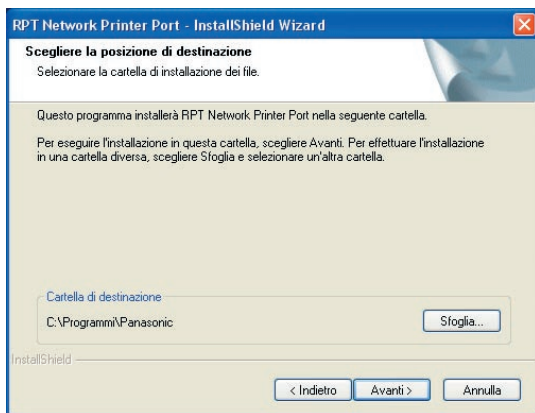 RPT Network Printer Port - InstallShield Wizard
Scegliere la posizione di destinazione
Selezionare la cartella di installazione dei file.
Questo programma installerà RPT Network Printer Port nella seguente cartella.
Per eseguire l'installazione in questa cartella, scegliere Avanti. Per effettuare l'installazione
in una cartella diversa, scegliere Sfoglia e selezionare un'altra cartella.
Cartella di destinazione
C:\Programmi\Panasonic
Sfoglia...
InstallShield
< Indietro
Avanti >
Annulla